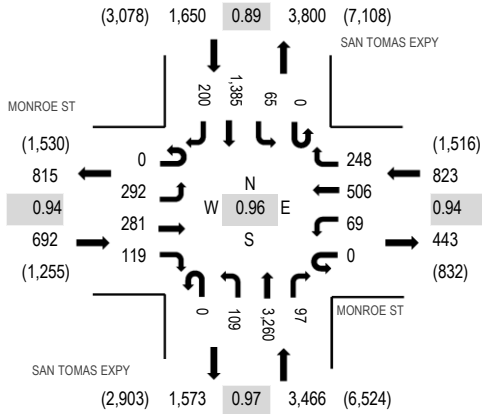 (3,078) 1,650 0.89 3,800 (7,108)
SAN TOMAS EXPY
200 1,385 65 0
MONROE ST
(1,530) (1,516)
0 248
815 823
292 N 506
0.94 W 0.96 E 0.94
281 69
692 S 443
119 0
(1,255) (832)
0 109 3,260 97
MONROE ST
SAN TOMAS EXPY
(2,903) 1,573 0.97 3,466 (6,524)